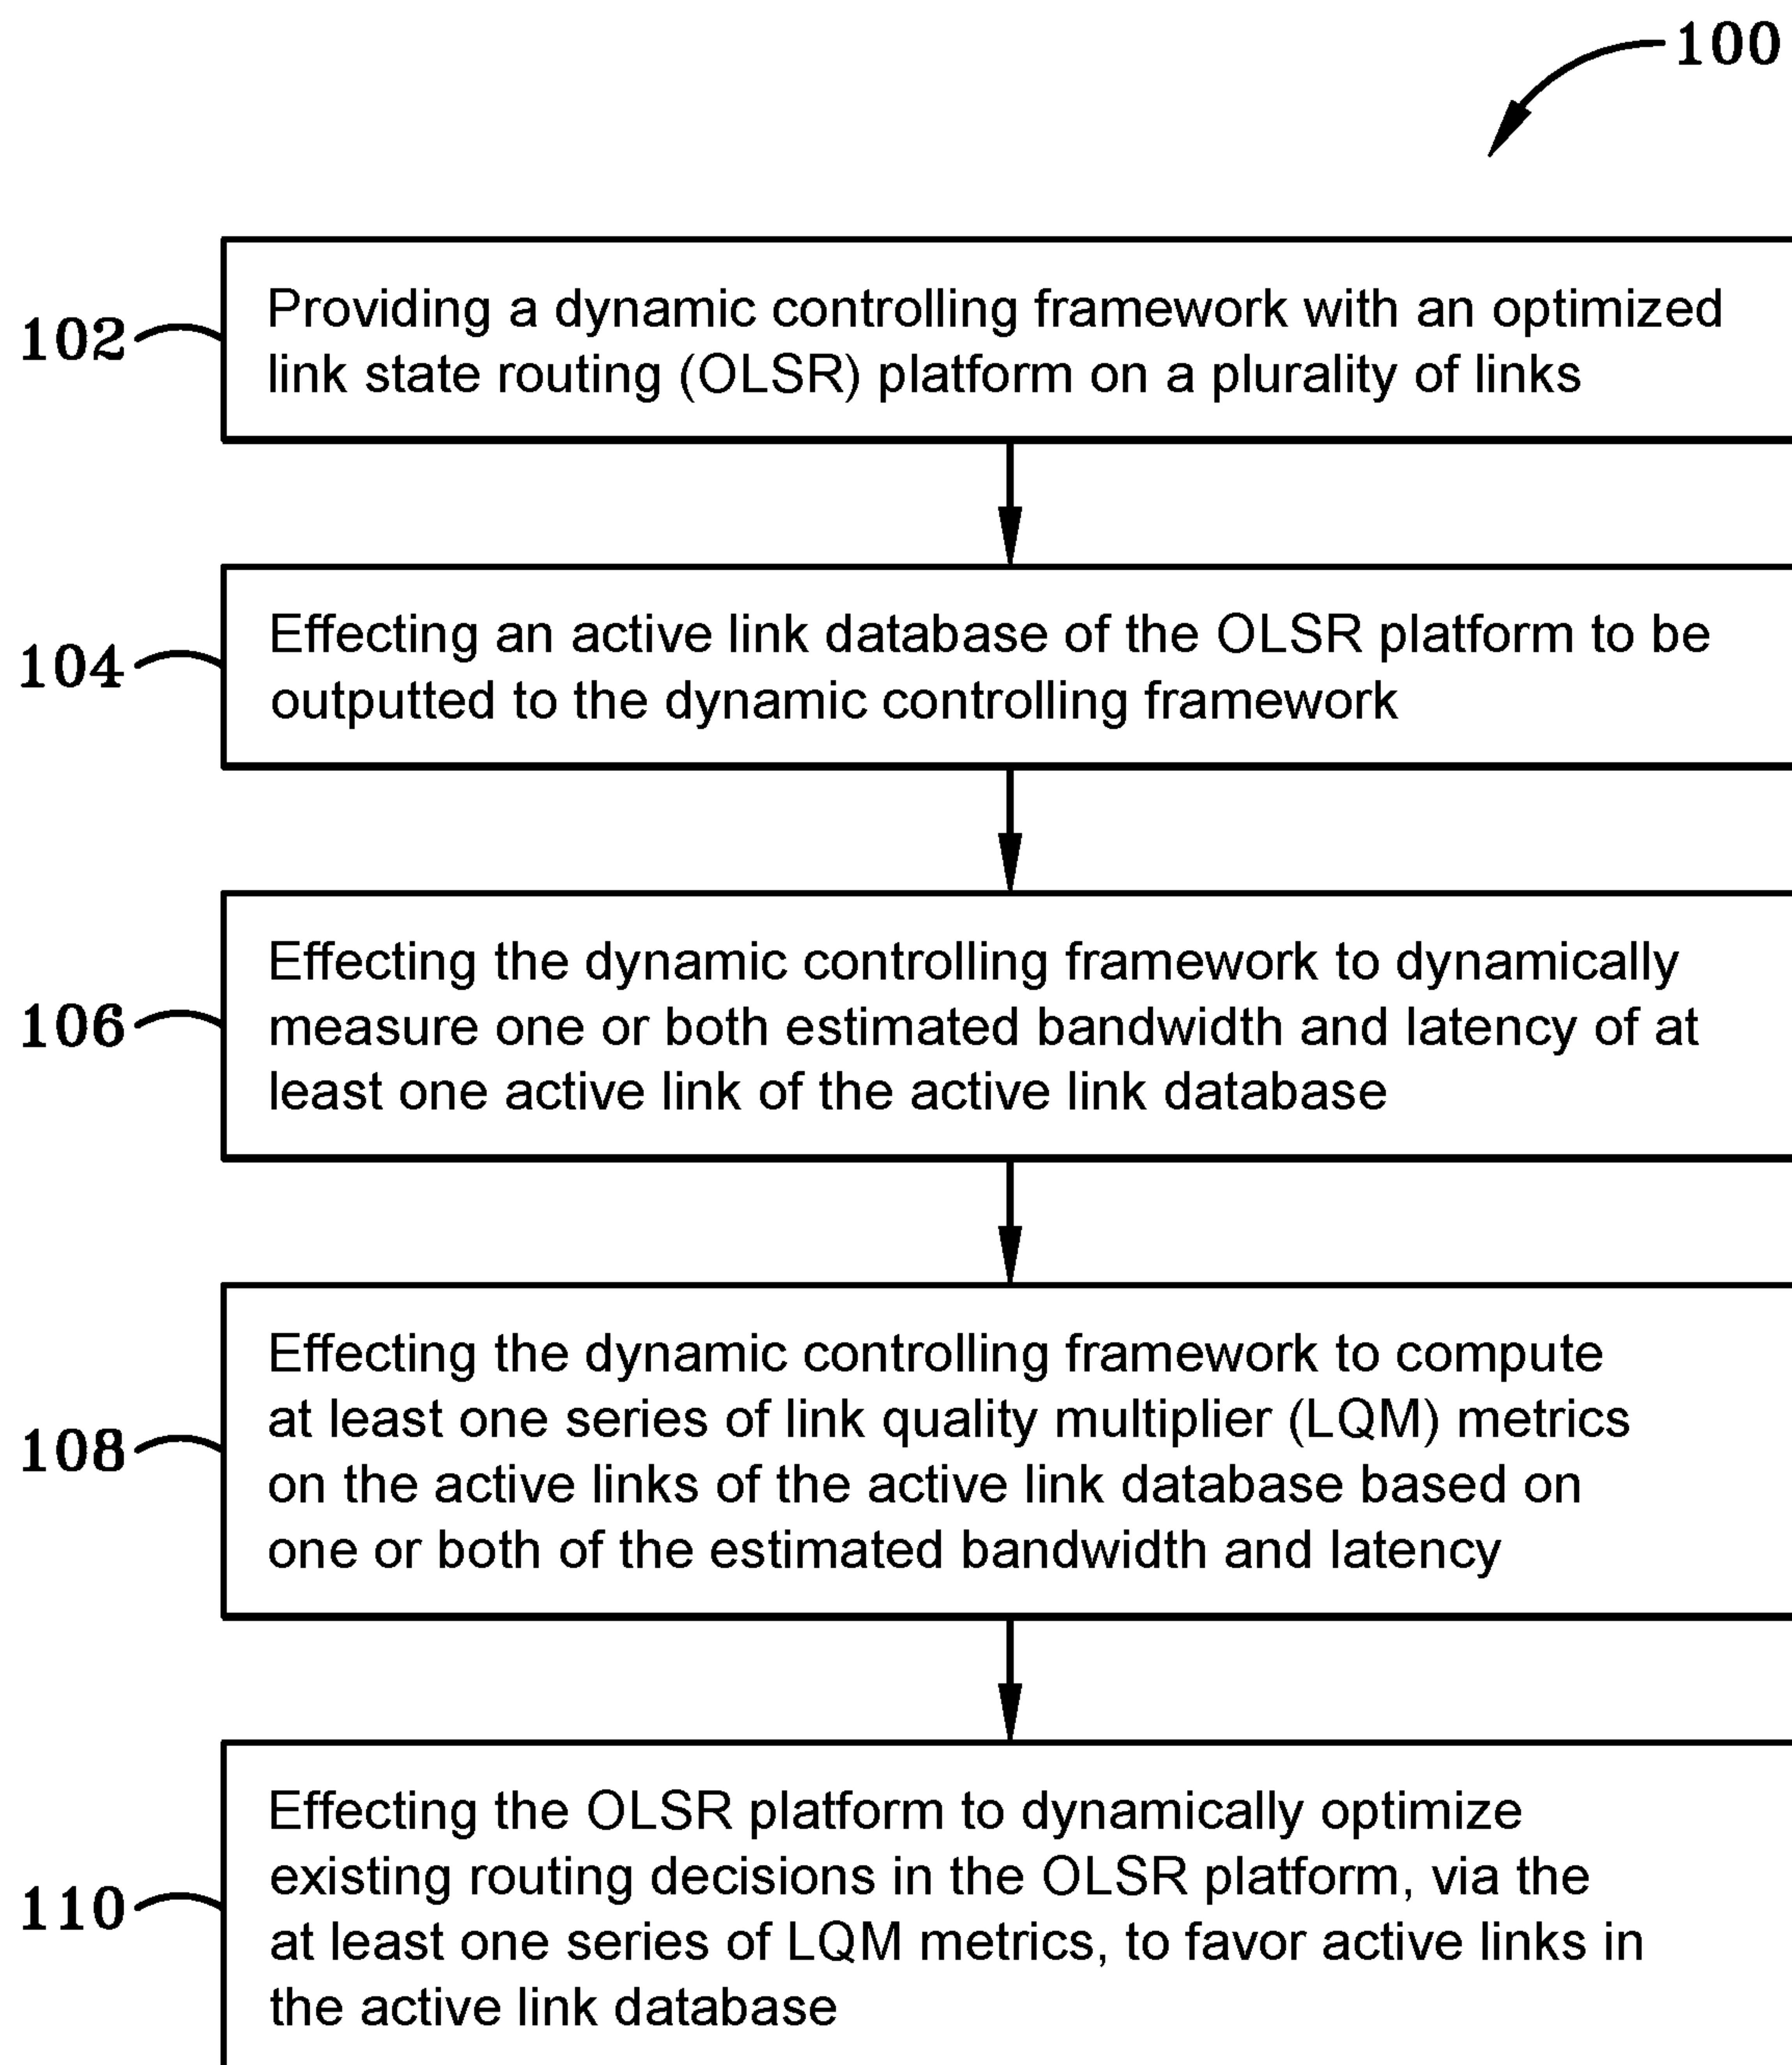 100
102
Providing a dynamic controlling framework with an optimized
link state routing (OLSR) platform on a plurality of links
104
Effecting an active link database of the OLSR platform to be
outputted to the dynamic controlling framework
106
Effecting the dynamic controlling framework to dynamically
measure one or both estimated bandwidth and latency of at
least one active link of the active link database
108
Effecting the dynamic controlling framework to compute
at least one series of link quality multiplier (LQM) metrics
on the active links of the active link database based on
one or both of the estimated bandwidth and latency
110
Effecting the OLSR platform to dynamically optimize
existing routing decisions in the OLSR platform, via the
at least one series of LQM metrics, to favor active links in
the active link database